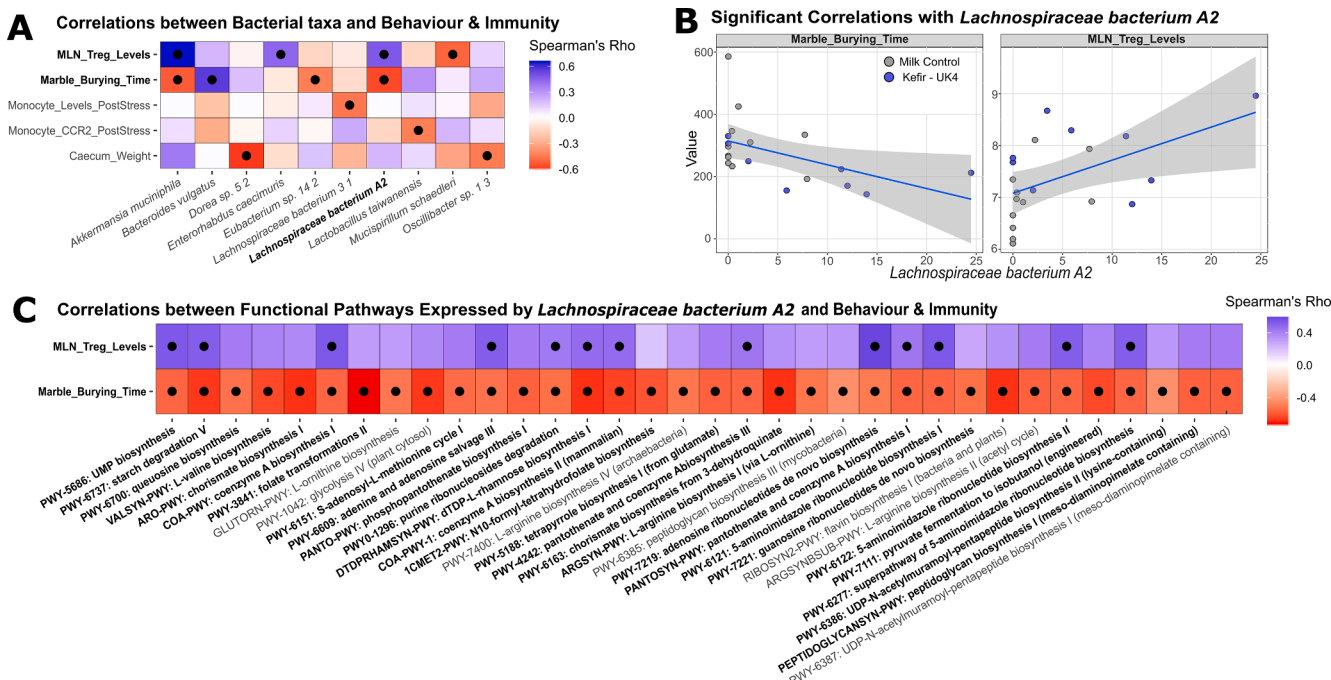 A Correlations between Bacterial taxa and Behaviour & Immunity
Spearman's Rho
0.6
0.3
0.0
-0.3
-0.6
MLN_Treg_Levels
Marble_Burying_Time
Monocyte_Levels_PostStress
Monocyte_CCR2_PostStress
Caecum_Weight
Akkermansia muciniphila
Bacteroides vulgatus
Dorea sp. 5 2
Enterorhabdus caecimuris
Eubacterium sp. 14 2
Lachnospiraceae bacterium 3 1
Lachnospiraceae bacterium A2
Lactobacillus taiwanensis
Mucispirillum schaedleri
Oscillibacter sp. 1 3
B Significant Correlations with Lachnospiraceae bacterium A2
Marble_Burying_Time
MLN_Treg_Levels
Milk Control
Kefir - UK4
Value
600
400
200
0
9
8
7
6
0 5 10 15 20 25
0 5 10 15 20 25
Lachnospiraceae bacterium A2
C Correlations between Functional Pathways Expressed by Lachnospiraceae bacterium A2 and Behaviour & Immunity
Spearman's Rho
0.4
0.0
-0.4
MLN_Treg_Levels
Marble_Burying_Time
PWY-5686: UMP biosynthesis
PWY-6737: starch degradation V
PWY-6700: queuosine biosynthesis
VALSYN-PWY: L-valine biosynthesis
ARO-PWY: chorismate biosynthesis I
COA-PWY: coenzyme A biosynthesis I
PWY-3841: folate transformations II
GLUTORN-PWY: L-ornithine biosynthesis
PWY-1042: glycolysis IV (plant cytosol)
PWY-6151: S-adenosyl-L-methionine cycle I
PWY-6609: adenine and adenosine salvage III
PANTO-PWY: phosphopantothenate biosynthesis I
PWY0-1296: purine ribonucleosides degradation
DTDPRHAMSYN-PWY: dTDP-L-rhamnose biosynthesis I
COA-PWY-1: coenzyme A biosynthesis II (mammalian)
1CMET2-PWY: N10-formyl-tetrahydrofolate biosynthesis
PWY-7400: L-arginine biosynthesis IV (archaebacteria)
PWY-5188: tetrapyrrole biosynthesis I (from glutamate)
PWY-4242: pantothenate and coenzyme Abiosynthesis III
PWY-6163: chorismate biosynthesis from 3-dehydroquinate
ARGSYN-PWY: L-arginine biosynthesis I (via L-ornithine)
PWY-6385: peptidoglycan biosynthesis III (mycobacteria)
PWY-7219: adenosine ribonucleotides de novo biosynthesis
PANTOSYN-PWY: pantothenate and coenzyme A biosynthesis I
PWY-6121: 5-aminoimidazole ribonucleotide biosynthesis I
PWY-7221: guanosine ribonucleotides de novo biosynthesis
RIBOSYN2-PWY: flavin biosynthesis I (bacteria and plants)
ARGSYNBSUB-PWY: L-arginine biosynthesis II (acetyl cycle)
PWY-6122: 5-aminoimidazole ribonucleotide biosynthesis II
PWY-7111: pyruvate fermentation to isobutanol (engineered)
PWY-6277: superpathway of 5-aminoimidazole ribonucleotide biosynthesis
PWY-6386: UDP-N-acetylmuramoyl-pentapeptide biosynthesis II (lysine-containing)
PEPTIDOGLYCANSYN-PWY: peptidoglycan biosynthesis I (meso-diaminopimelate containing)
PWY-6387: UDP-N-acetylmuramoyl-pentapeptide biosynthesis I (meso-diaminopimelate containing)